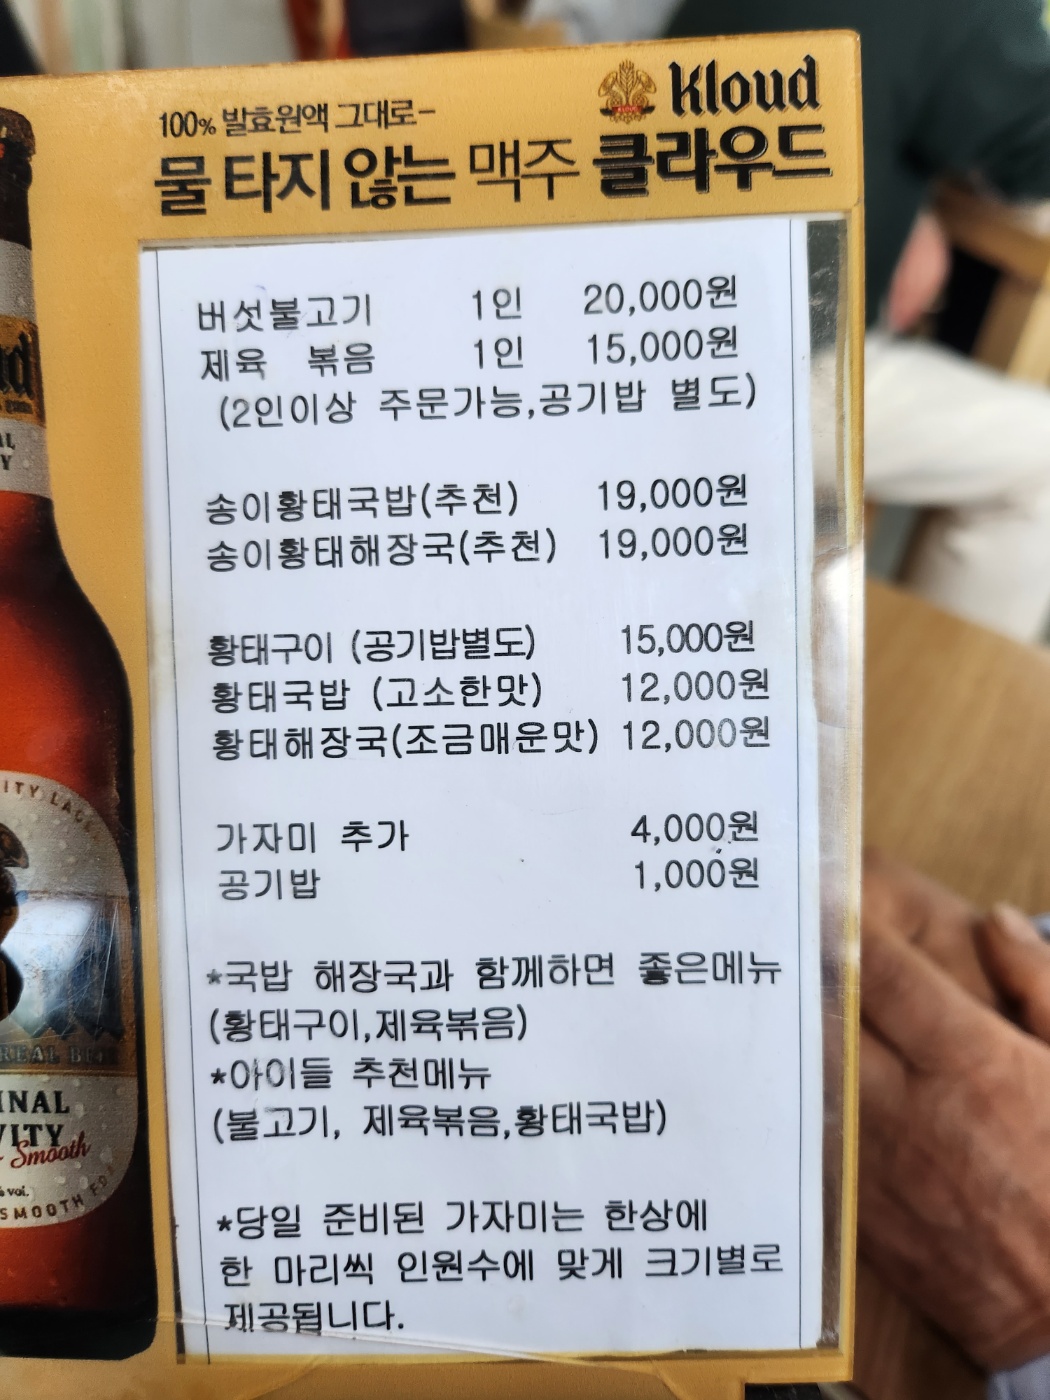 Kloud
100% 발효원액 그대로-
물 타지 않는 맥주 클라우드
버섯불고기 1인 20,000원
제육 볶음 1인 15,000원
(2인이상 주문가능,공기밥 별도)
송이황태국밥(추천) 19,000원
송이황태해장국(추천) 19,000원
황태구이 (공기밥별도) 15,000원
황태국밥 (고소한맛) 12,000원
황태해장국(조금매운맛) 12,000원
가자미 추가 4,000원
공기밥 1,000원
*국밥 해장국과 함께하면 좋은메뉴
(황태구이,제육볶음)
*아이들 추천메뉴
(불고기, 제육볶음,황태국밥)
*당일 준비된 가자미는 한상에
한 마리씩 인원수에 맞게 크기별로
제공됩니다.
Smooth